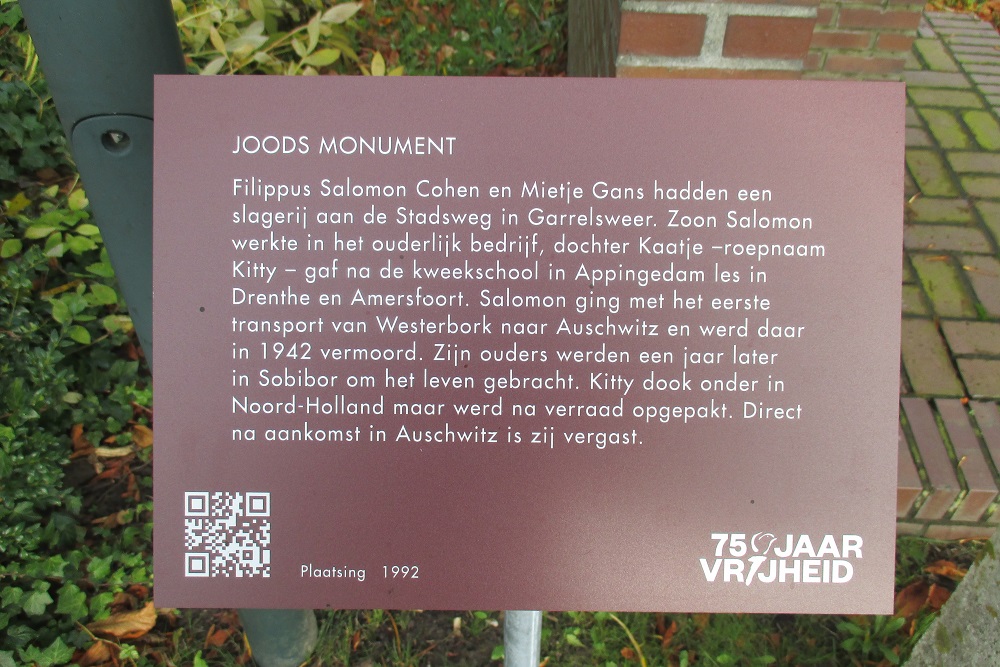 JOODS MONUMENT
Filippus Salomon Cohen en Mietje Gans hadden een
slagerij aan de Stadsweg in Garrelsweer. Zoon Salomon
werkte in het ouderlijk bedrijf, dochter Kaatje –roepnaam
Kitty – gaf na de kweekschool in Appingedam les in
Drenthe en Amersfoort. Salomon ging met het eerste
transport van Westerbork naar Auschwitz en werd daar
in 1942 vermoord. Zijn ouders werden een jaar later
in Sobibor om het leven gebracht. Kitty dook onder in
Noord-Holland maar werd na verraad opgepakt. Direct
na aankomst in Auschwitz is zij vergast.
Plaatsing 1992
75 JAAR
VRIJHEID